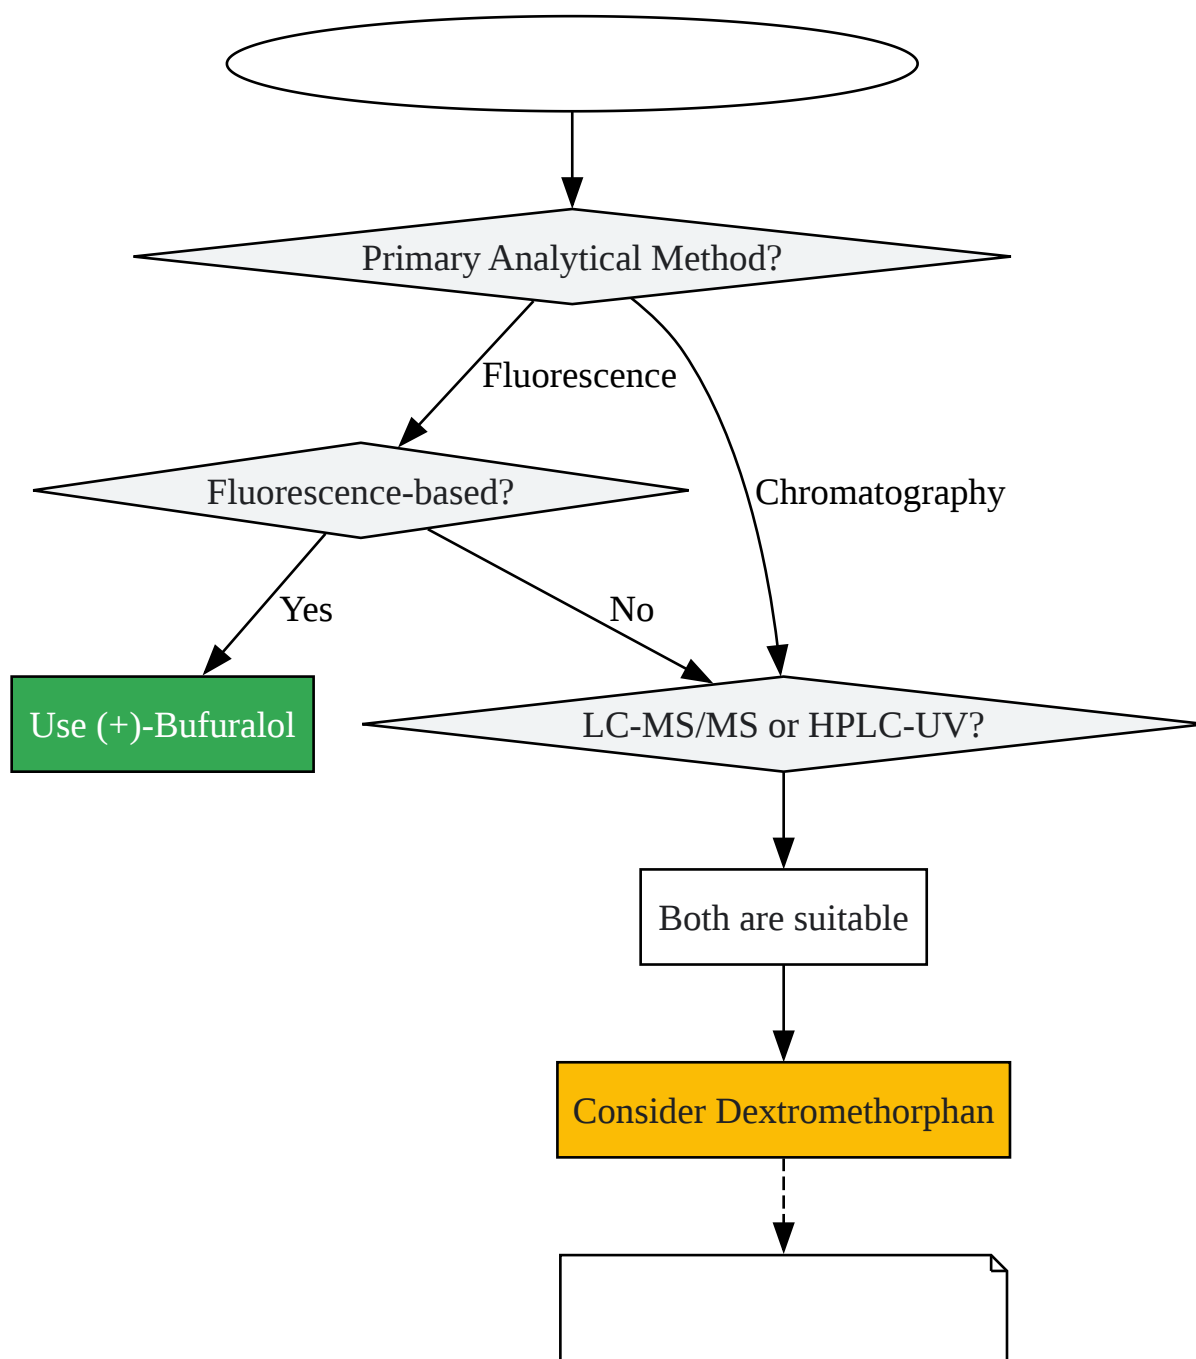 Primary Analytical Method?
Fluorescence
Fluorescence-based?
Chromatography
Yes
No
Use (+)-Bufuralol
LC-MS/MS or HPLC-UV?
Both are suitable
Consider Dextromethorphan